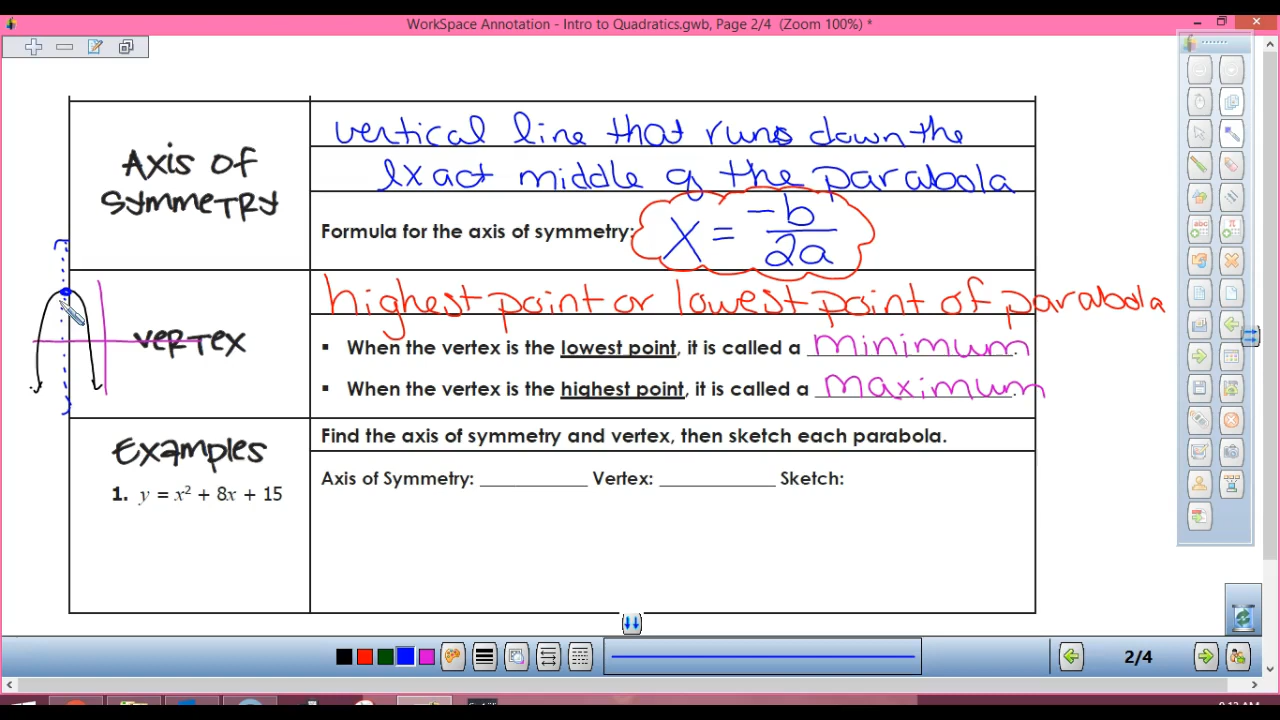 WorkSpace Annotation - Intro to Quadratics.gwb, Page 2/4 (Zoom 100%) *
Axis of
Symmetry
vertical line that runs down the
exact middle of the parabola
Formula for the axis of symmetry:
x = -b/2a
Vertex
highest point or lowest point of parabola
▪ When the vertex is the lowest point, it is called a minimum.
▪ When the vertex is the highest point, it is called a maximum.
Examples
Find the axis of symmetry and vertex, then sketch each parabola.
1. y = x² + 8x + 15
Axis of Symmetry: __________ Vertex: __________ Sketch:
2/4